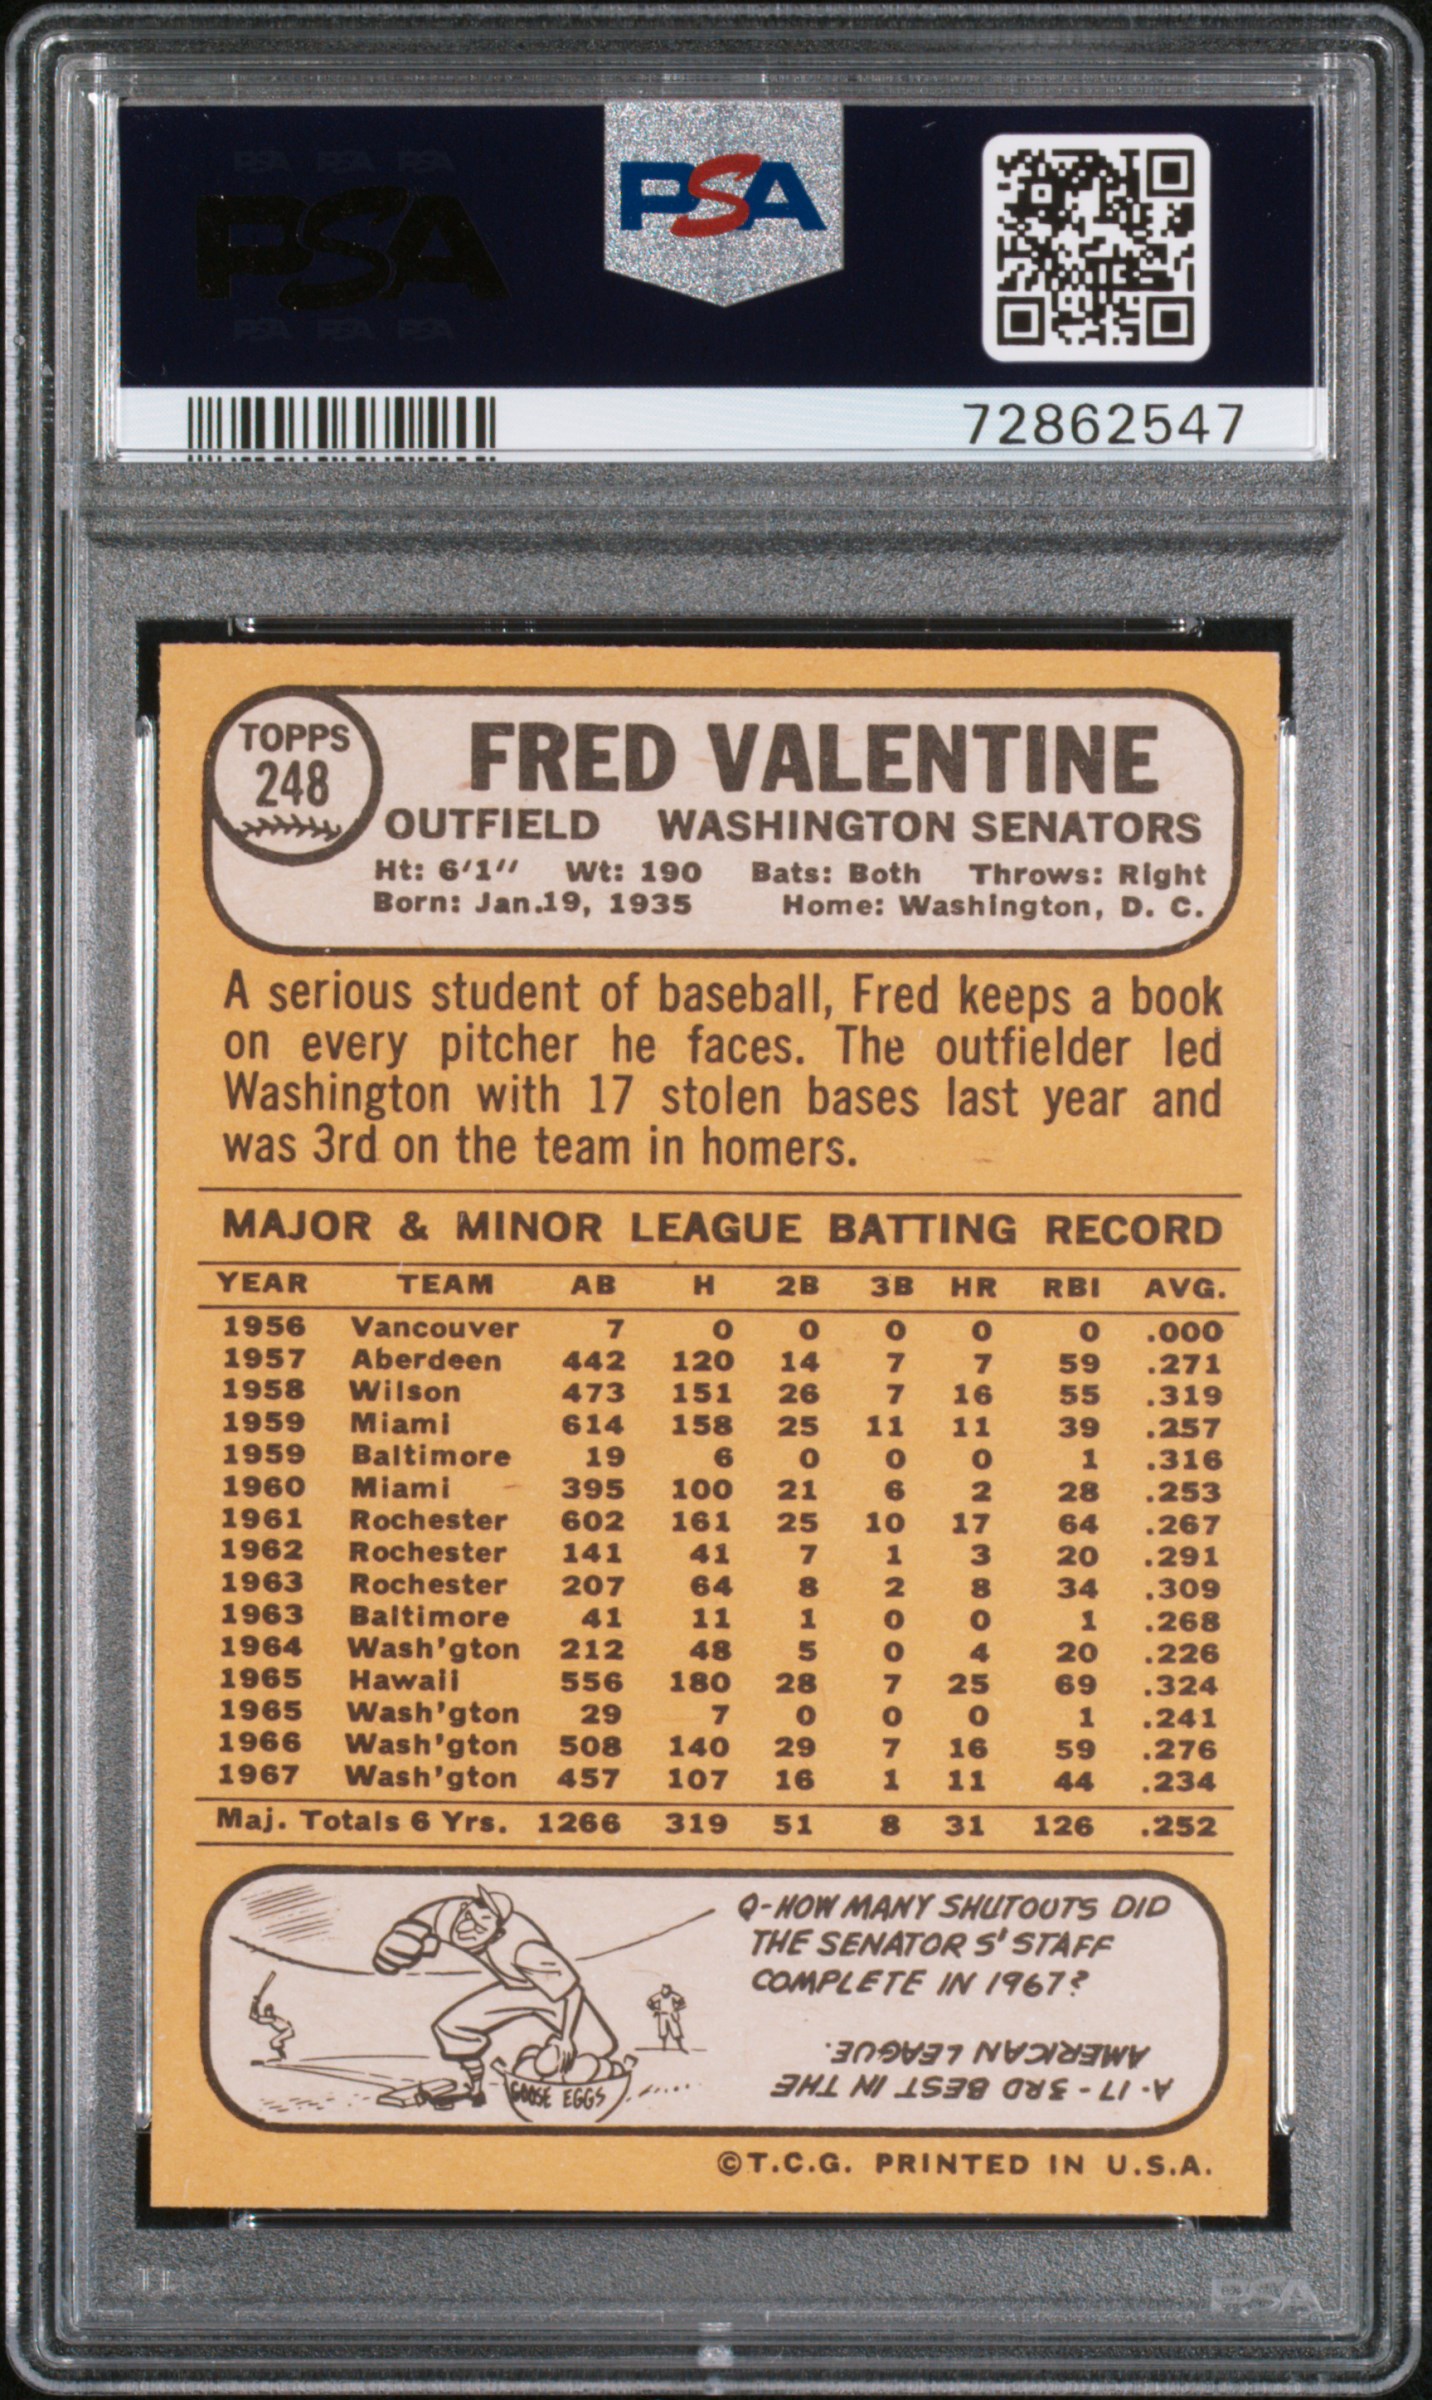 PSA PSA PSA
PSA
PSA PSA PSA
PSA
72862547
TOPPS
248
FRED VALENTINE
OUTFIELD WASHINGTON SENATORS
Ht: 6'1'' Wt: 190 Bats: Both Throws: Right
Born: Jan.19, 1935 Home: Washington, D. C.
A serious student of baseball, Fred keeps a book
on every pitcher he faces. The outfielder led
Washington with 17 stolen bases last year and
was 3rd on the team in homers.
MAJOR & MINOR LEAGUE BATTING RECORD
YEAR TEAM AB H 2B 3B HR RBI AVG.
1956 Vancouver 7 0 0 0 0 0 .000
1957 Aberdeen 442 120 14 7 7 59 .271
1958 Wilson 473 151 26 7 16 55 .319
1959 Miami 614 158 25 11 11 39 .257
1959 Baltimore 19 6 0 0 0 1 .316
1960 Miami 395 100 21 6 2 28 .253
1961 Rochester 602 161 25 10 17 64 .267
1962 Rochester 141 41 7 1 3 20 .291
1963 Rochester 207 64 8 2 8 34 .309
1963 Baltimore 41 11 1 0 0 1 .268
1964 Wash'gton 212 48 5 0 4 20 .226
1965 Hawaii 556 180 28 7 25 69 .324
1965 Wash'gton 29 7 0 0 0 1 .241
1966 Wash'gton 508 140 29 7 16 59 .276
1967 Wash'gton 457 107 16 1 11 44 .234
Maj. Totals 6 Yrs. 1266 319 51 8 31 126 .252
Q-HOW MANY SHUTOUTS DID
THE SENATORS' STAFF
COMPLETE IN 1967?
A-17-3RD BEST IN THE
AMERICAN LEAGUE.
GOOSE EGGS
©T.C.G. PRINTED IN U.S.A.
PSA